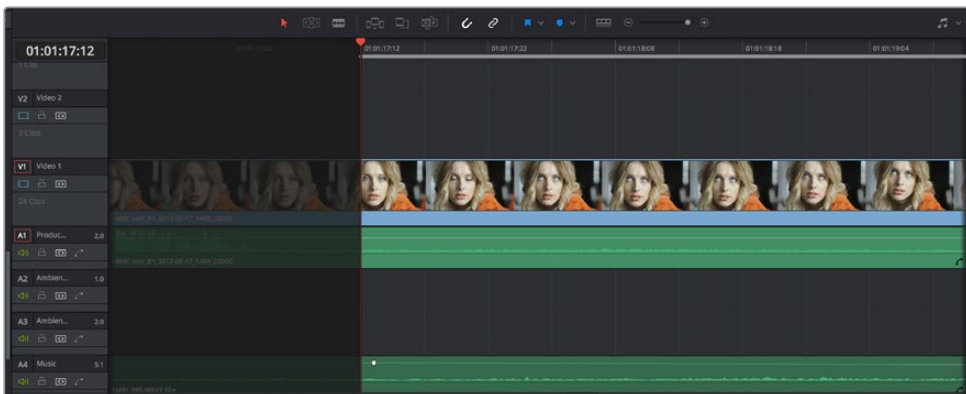 01:01:17:12
01:01:17:12
01:01:17:22
01:01:18:08
01:01:18:18
01:01:19:04
1 Clip
V2 Video 2
3 Clips
V1 Video 1
24 Clips
A1 Produc... 2.0
A2 Ambien... 1.0
A3 Ambien... 2.0
A4 Music 5.1